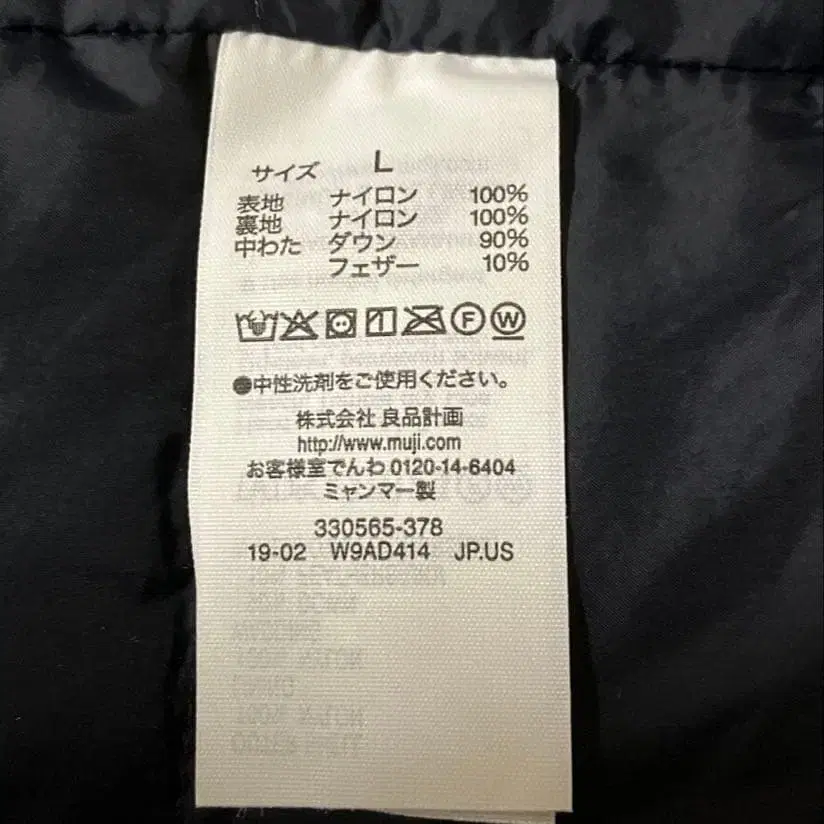 サイズ L
表地 ナイロン 100%
裏地 ナイロン 100%
中わた ダウン 90%
フェザー 10%
F W
●中性洗剤をご使用ください。
株式会社 良品計画
http://www.muji.com
お客様室でんわ 0120-14-6404
ミャンマー製
330565-378
19-02 W9AD414 JP.US